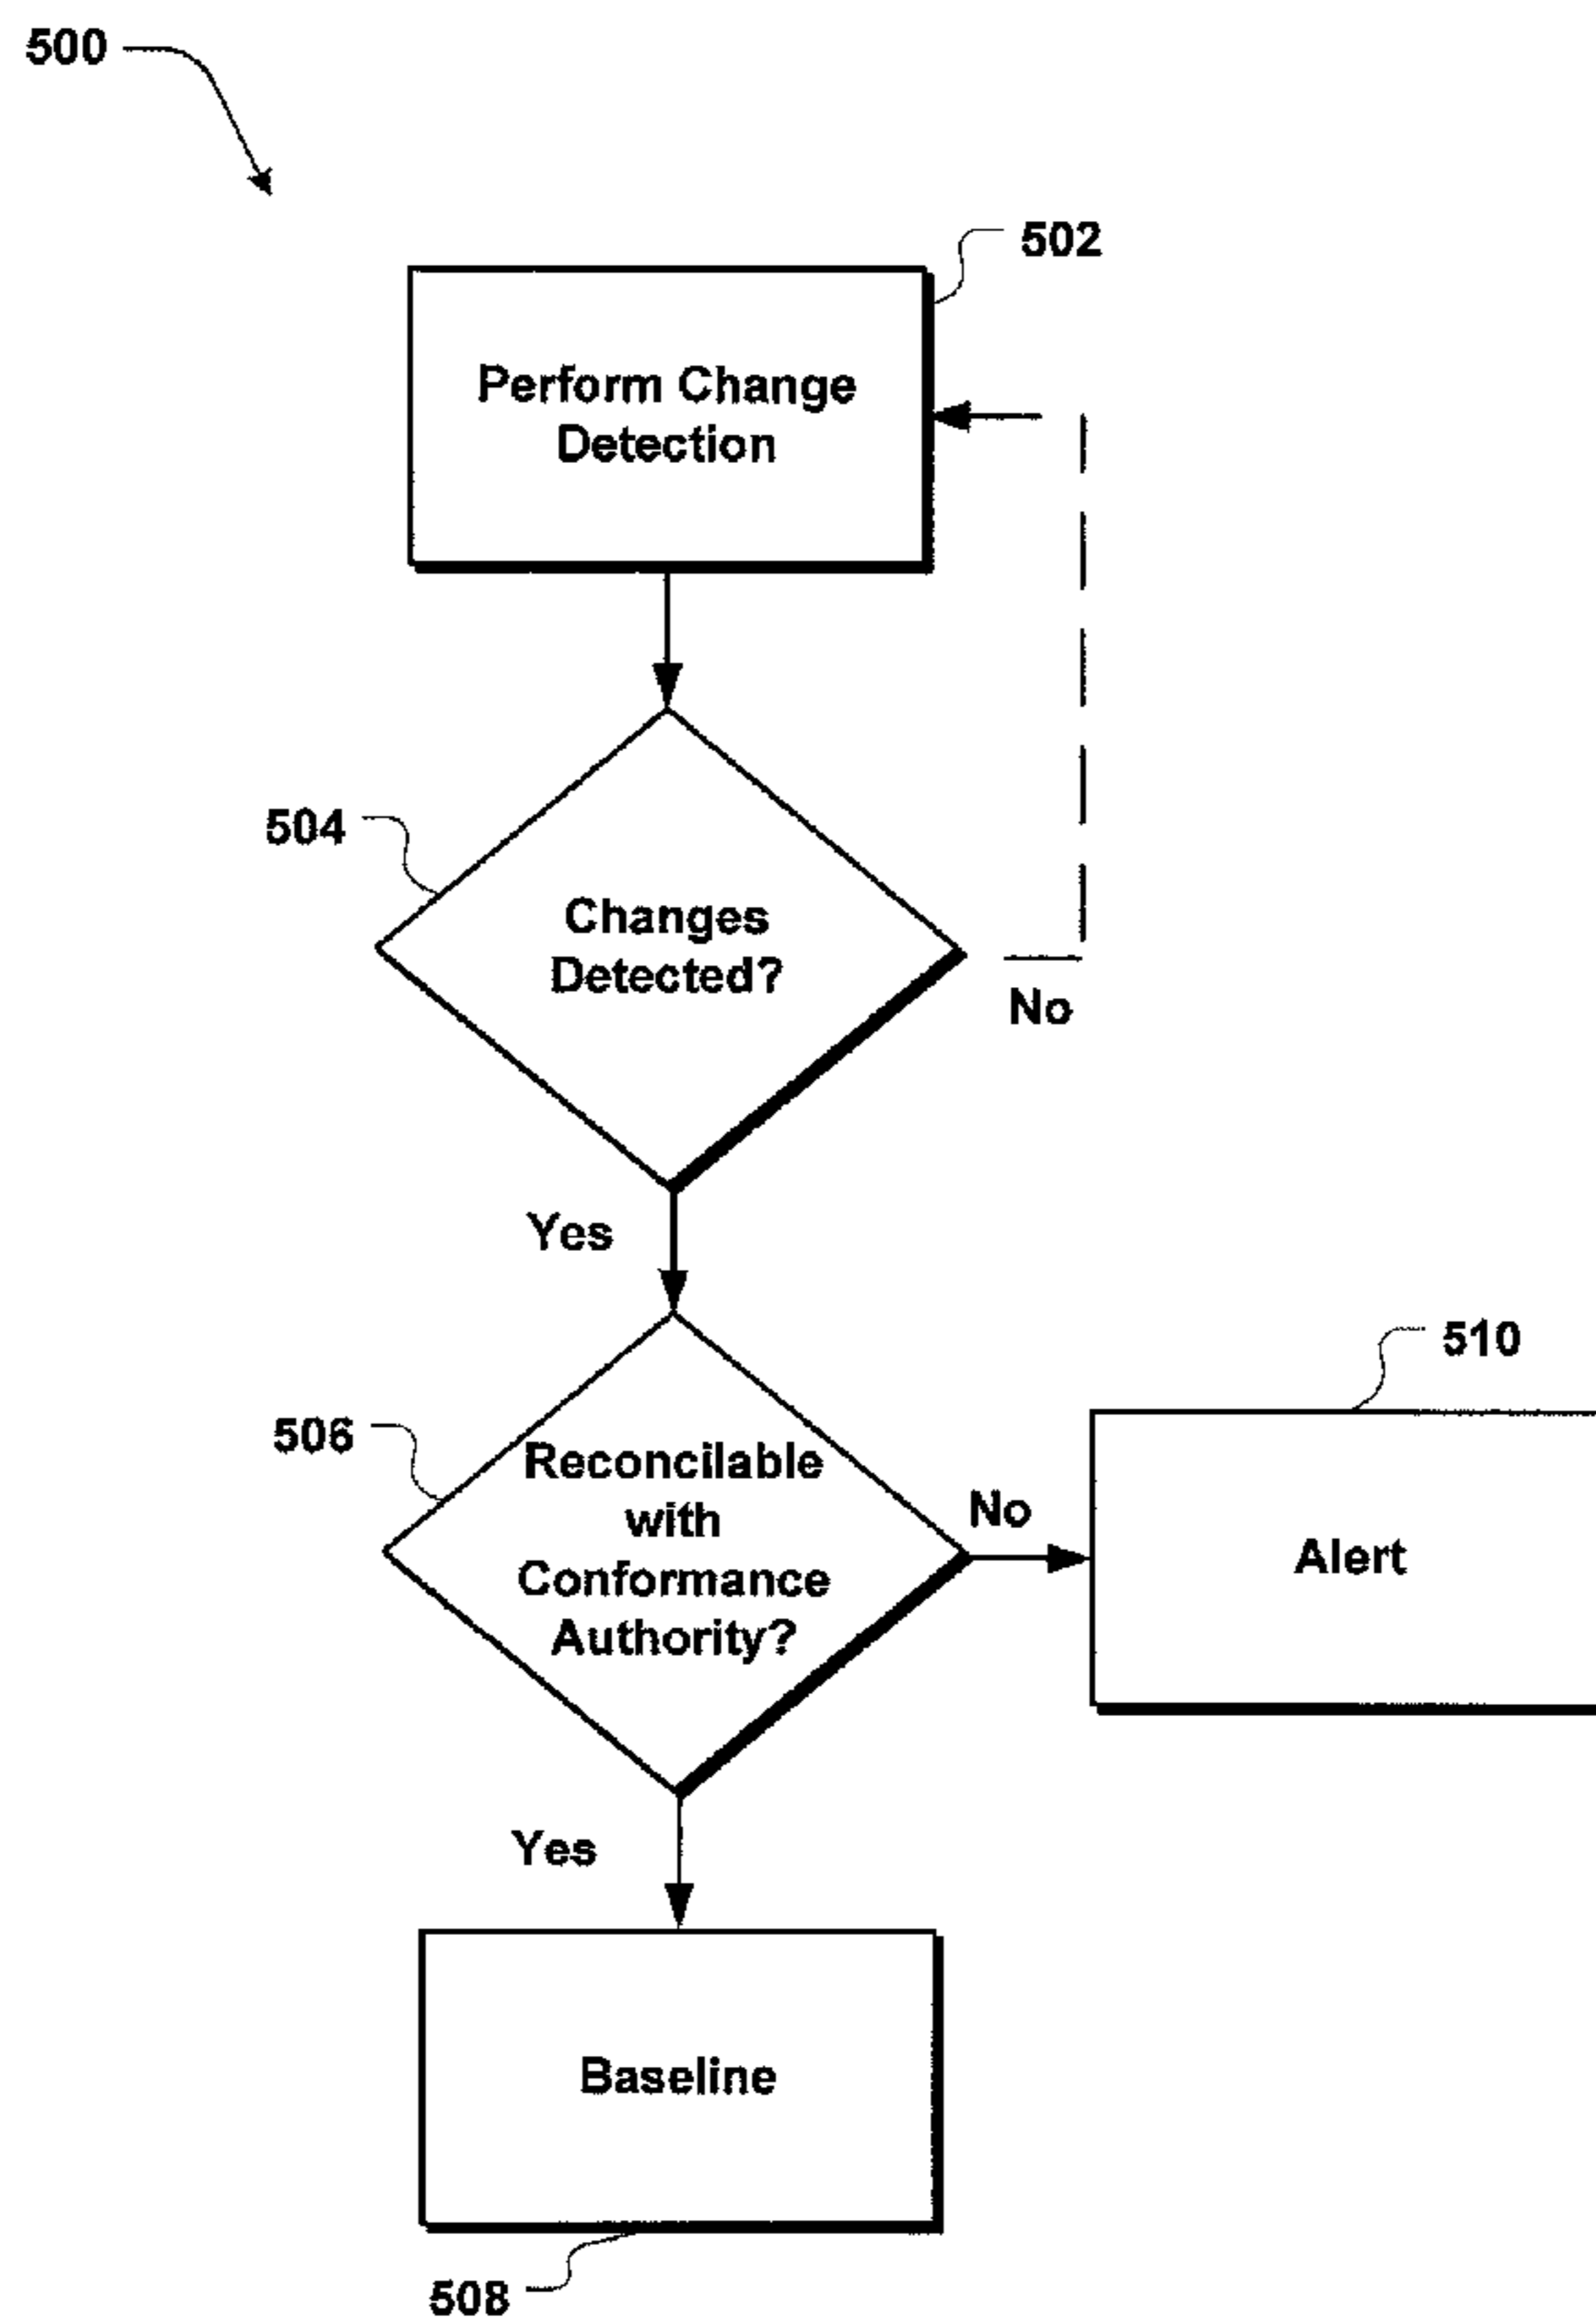 500
502
Perform Change
Detection
504
Changes
Detected?
No
Yes
506
Reconcilable
with
Conformance
Authority?
No
510
Alert
Yes
Baseline
508